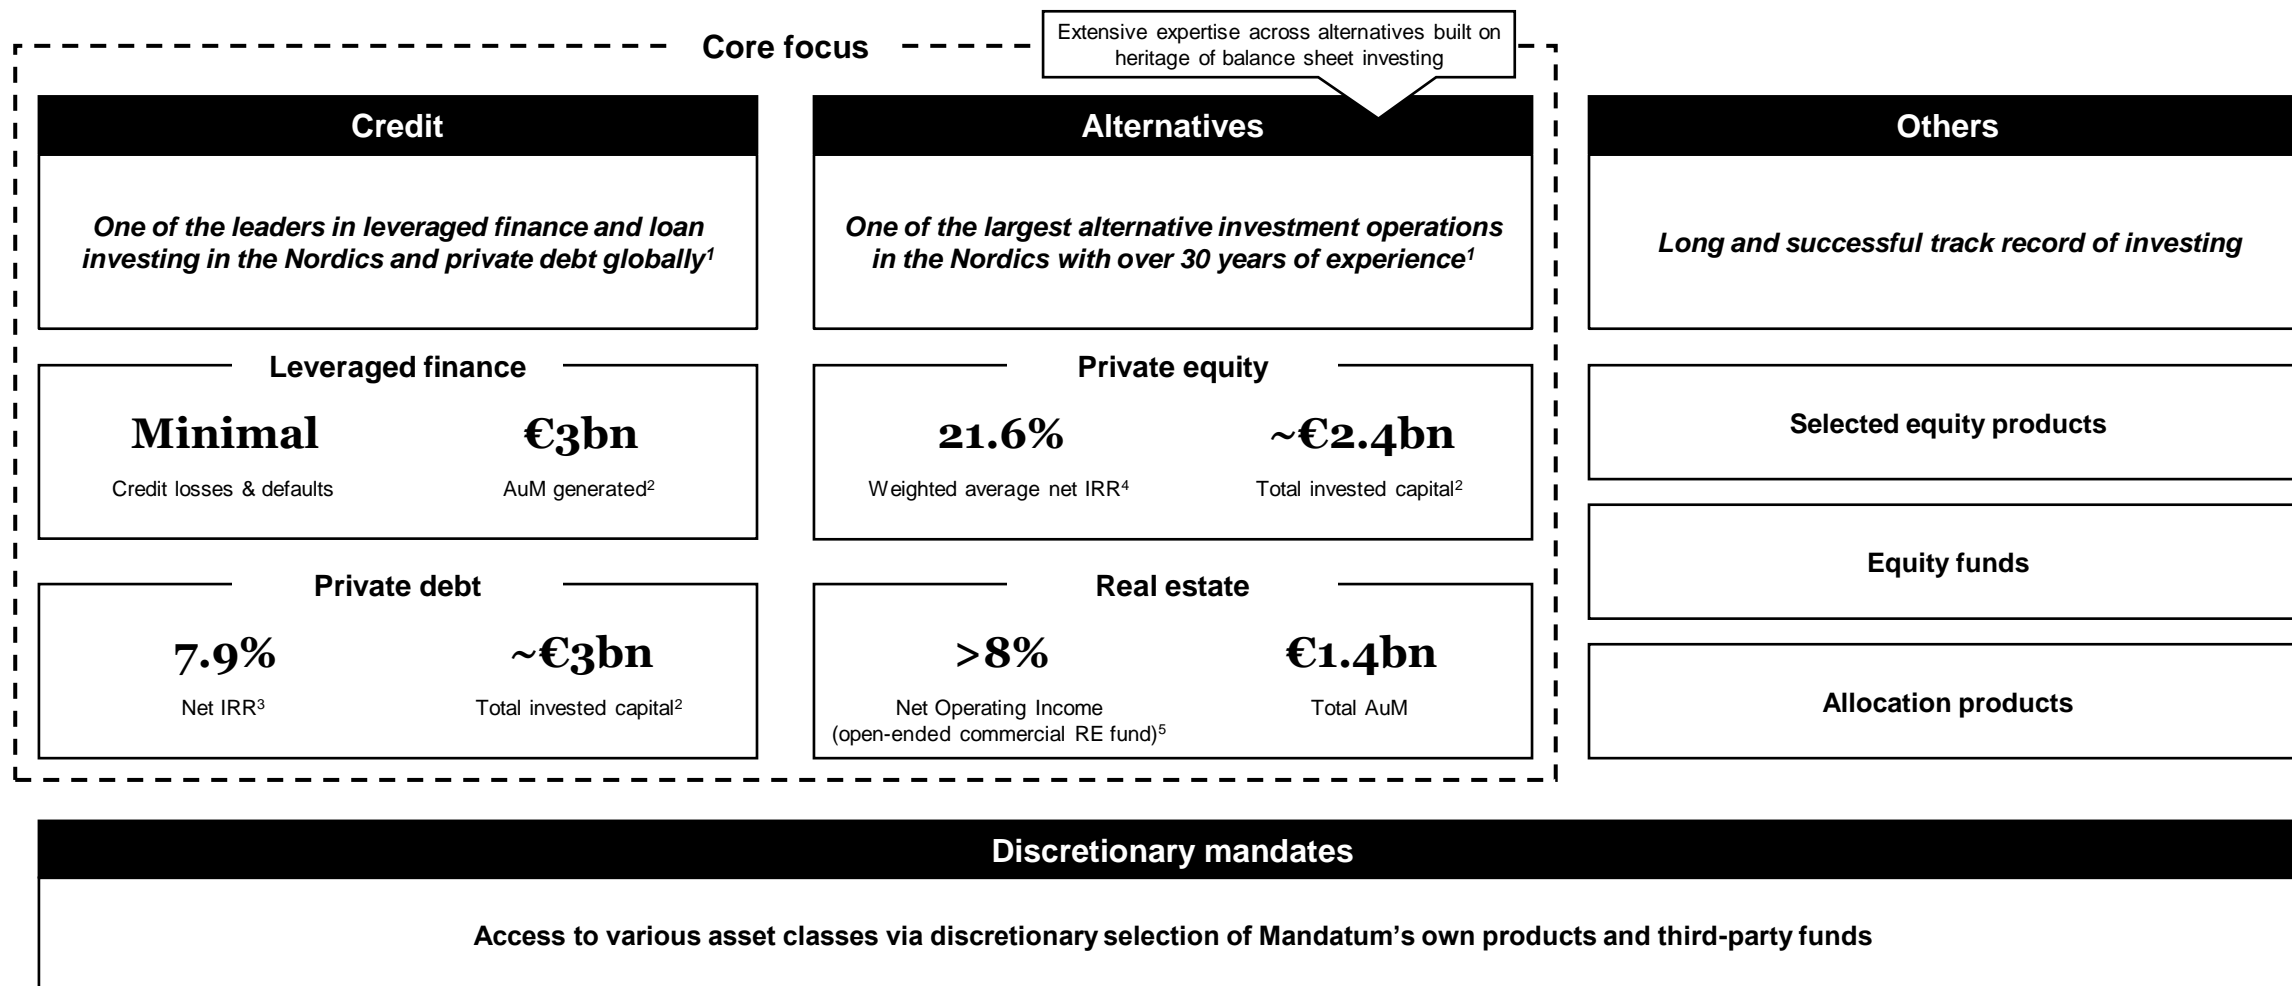 Core focus
Extensive expertise across alternatives built on
heritage of balance sheet investing
Credit
One of the leaders in leveraged finance and loan
investing in the Nordics and private debt globally¹
Leveraged finance
Minimal
Credit losses & defaults
€3bn
AuM generated²
Private debt
7.9%
Net IRR³
~€3bn
Total invested capital²
Alternatives
One of the largest alternative investment operations
in the Nordics with over 30 years of experience¹
Private equity
21.6%
Weighted average net IRR⁴
~€2.4bn
Total invested capital²
Real estate
>8%
Net Operating Income
(open-ended commercial RE fund)⁵
€1.4bn
Total AuM
Others
Long and successful track record of investing
Selected equity products
Equity funds
Allocation products
Discretionary mandates
Access to various asset classes via discretionary selection of Mandatum’s own products and third-party funds